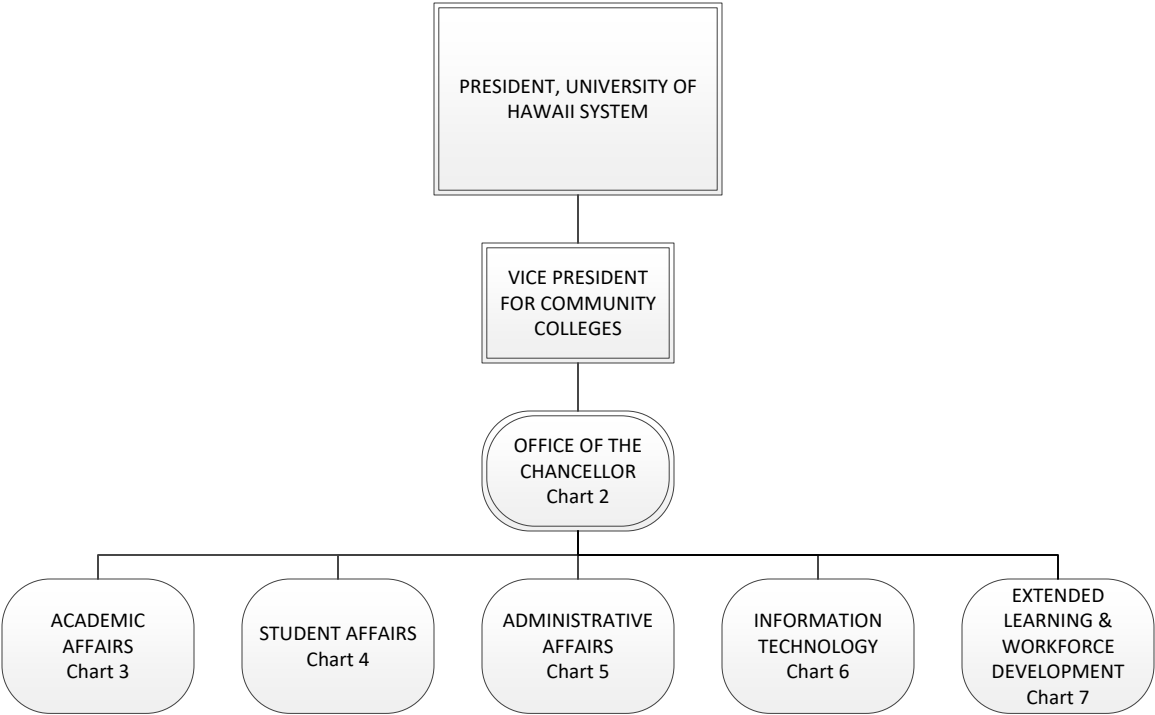 PRESIDENT, UNIVERSITY OF
HAWAII SYSTEM
VICE PRESIDENT
FOR COMMUNITY
COLLEGES
OFFICE OF THE
CHANCELLOR
Chart 2
ACADEMIC
AFFAIRS
Chart 3
STUDENT AFFAIRS
Chart 4
ADMINISTRATIVE
AFFAIRS
Chart 5
INFORMATION
TECHNOLOGY
Chart 6
EXTENDED
LEARNING &
WORKFORCE
DEVELOPMENT
Chart 7